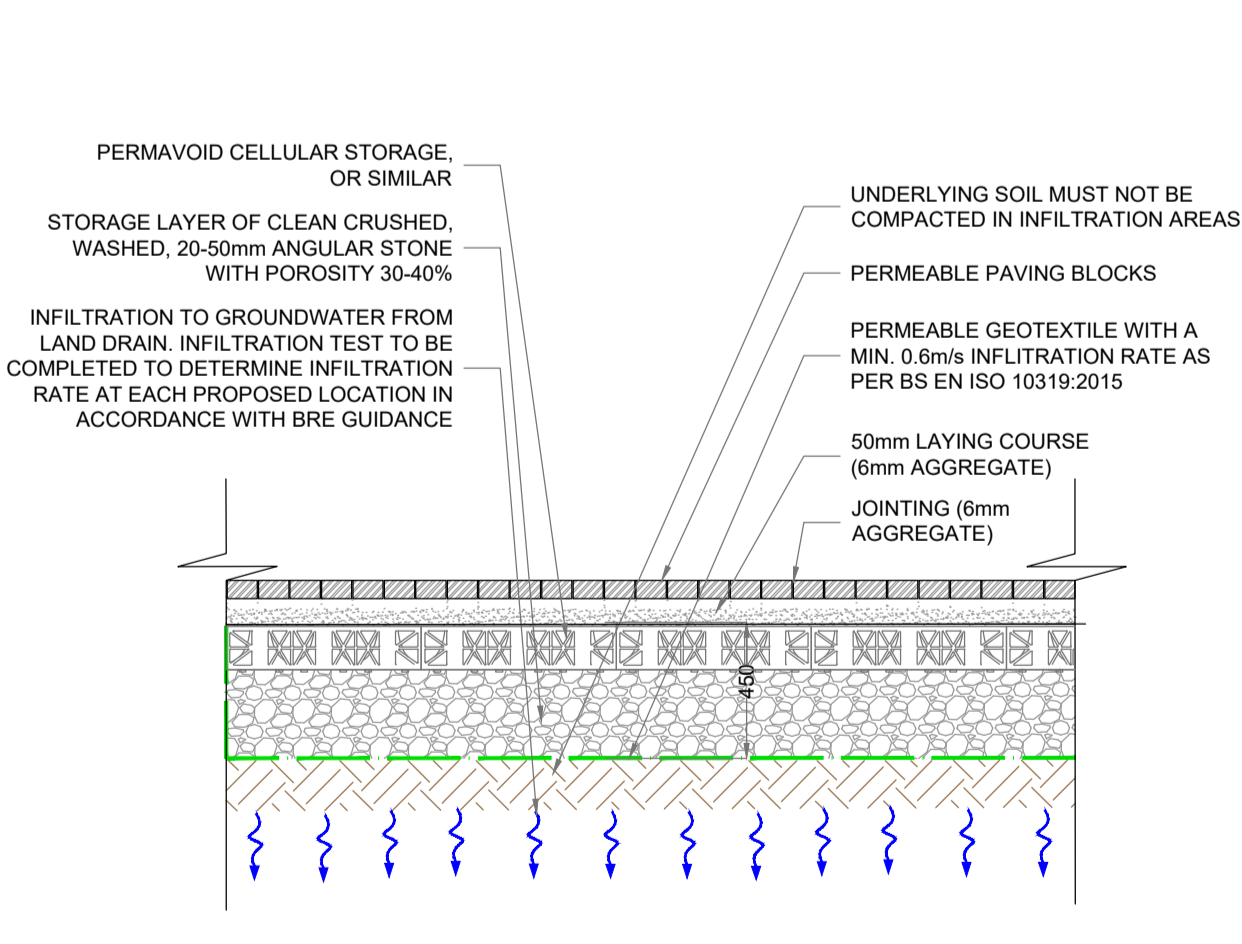 PERMAVOID CELLULAR STORAGE,
OR SIMILAR
STORAGE LAYER OF CLEAN CRUSHED,
WASHED, 20-50mm ANGULAR STONE
WITH POROSITY 30-40%
INFILTRATION TO GROUNDWATER FROM
LAND DRAIN. INFILTRATION TEST TO BE
COMPLETED TO DETERMINE INFILTRATION
RATE AT EACH PROPOSED LOCATION IN
ACCORDANCE WITH BRE GUIDANCE
UNDERLYING SOIL MUST NOT BE
COMPACTED IN INFILTRATION AREAS
PERMEABLE PAVING BLOCKS
PERMEABLE GEOTEXTILE WITH A
MIN. 0.6m/s INFLITRATION RATE AS
PER BS EN ISO 10319:2015
50mm LAYING COURSE
(6mm AGGREGATE)
JOINTING (6mm
AGGREGATE)
450